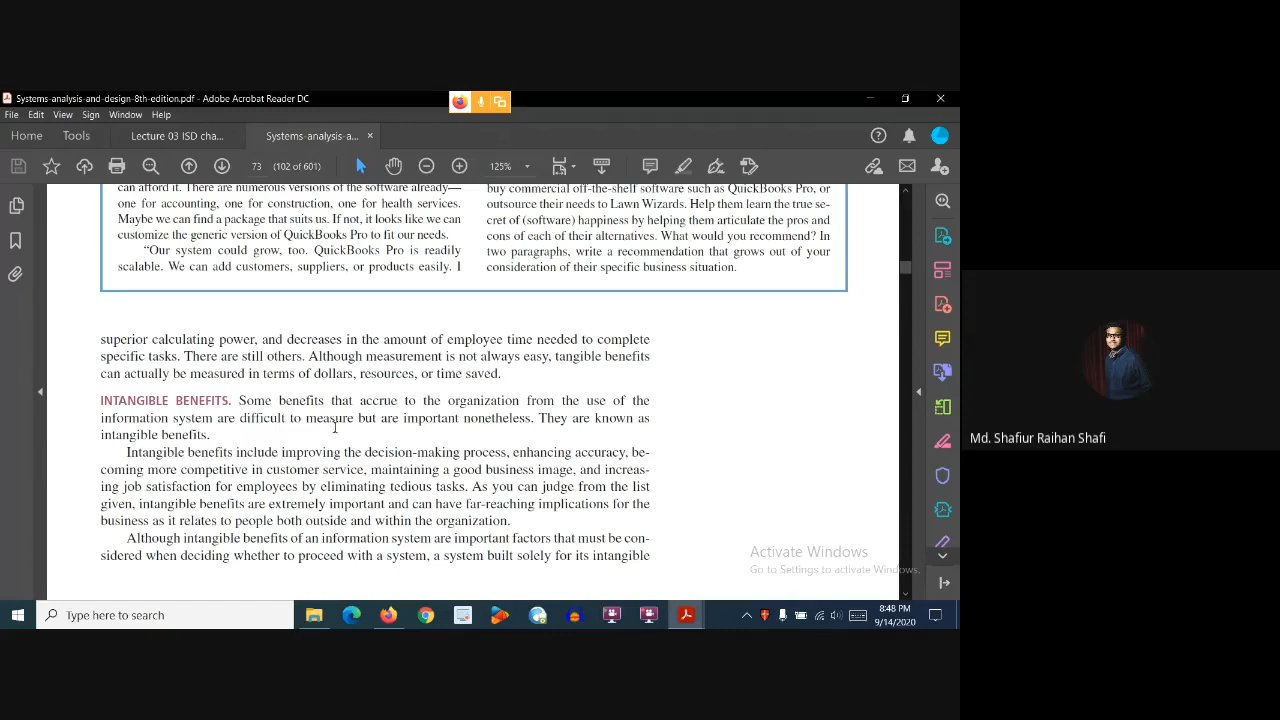 Systems-analysis-and-design-8th-edition.pdf - Adobe Acrobat Reader DC
File Edit View Sign Window Help
Home Tools Lecture 03 ISD cha... Systems-analysis-a... ×
73 (102 of 601) 125%
can afford it. There are numerous versions of the software already—
one for accounting, one for construction, one for health services.
Maybe we can find a package that suits us. If not, it looks like we can
customize the generic version of QuickBooks Pro to fit our needs.
“Our system could grow, too. QuickBooks Pro is readily
scalable. We can add customers, suppliers, or products easily. I
buy commercial off-the-shelf software such as QuickBooks Pro, or
outsource their needs to Lawn Wizards. Help them learn the true se-
cret of (software) happiness by helping them articulate the pros and
cons of each of their alternatives. What would you recommend? In
two paragraphs, write a recommendation that grows out of your
consideration of their specific business situation.
superior calculating power, and decreases in the amount of employee time needed to complete
specific tasks. There are still others. Although measurement is not always easy, tangible benefits
can actually be measured in terms of dollars, resources, or time saved.
INTANGIBLE BENEFITS. Some benefits that accrue to the organization from the use of the
information system are difficult to measure but are important nonetheless. They are known as
intangible benefits.
Intangible benefits include improving the decision-making process, enhancing accuracy, be-
coming more competitive in customer service, maintaining a good business image, and increas-
ing job satisfaction for employees by eliminating tedious tasks. As you can judge from the list
given, intangible benefits are extremely important and can have far-reaching implications for the
business as it relates to people both outside and within the organization.
Although intangible benefits of an information system are important factors that must be con-
sidered when deciding whether to proceed with a system, a system built solely for its intangible
Activate Windows
Go to Settings to activate Windows.
Type here to search
8:48 PM
9/14/2020
Md. Shafiur Raihan Shafi